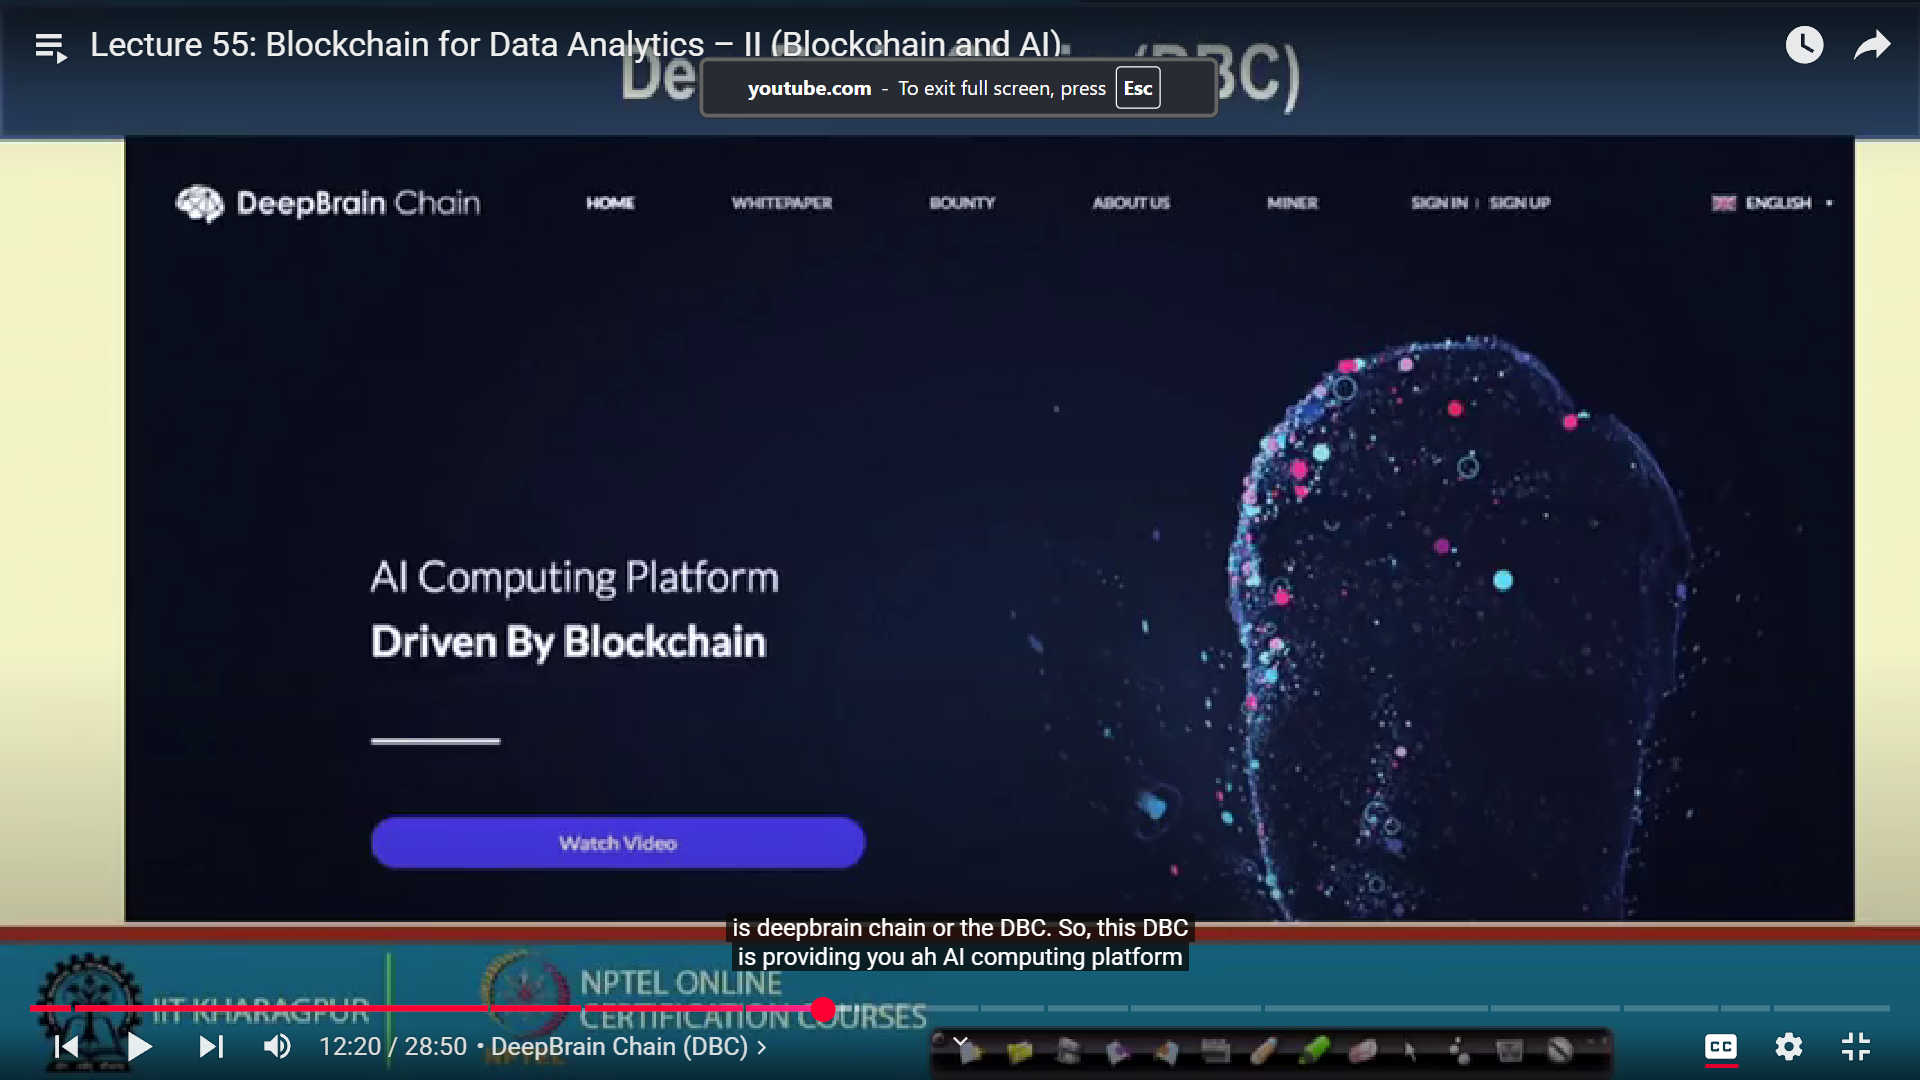 Lecture 55: Blockchain for Data Analytics – II (Blockchain and AI)
youtube.com - To exit full screen, press Esc
DeepBrain Chain
HOME
WHITEPAPER
BOUNTY
ABOUT US
MINER
SIGN IN | SIGN UP
ENGLISH
AI Computing Platform
Driven By Blockchain
Watch Video
is deepbrain chain or the DBC. So, this DBC
is providing you ah AI computing platform
IIT KHARAGPUR
NPTEL ONLINE
CERTIFICATION COURSES
NPTEL
12:20 / 28:50 • DeepBrain Chain (DBC) >
CC